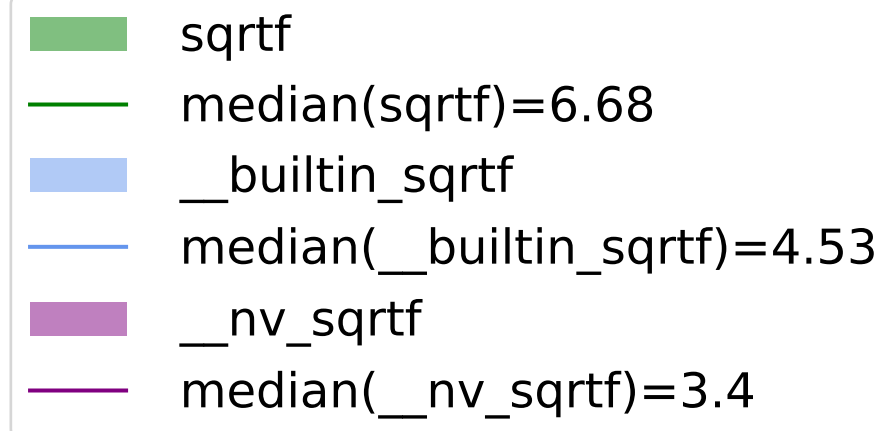 sqrtf
median(sqrtf)=6.68
__builtin_sqrtf
median(__builtin_sqrtf)=4.53
__nv_sqrtf
median(__nv_sqrtf)=3.4